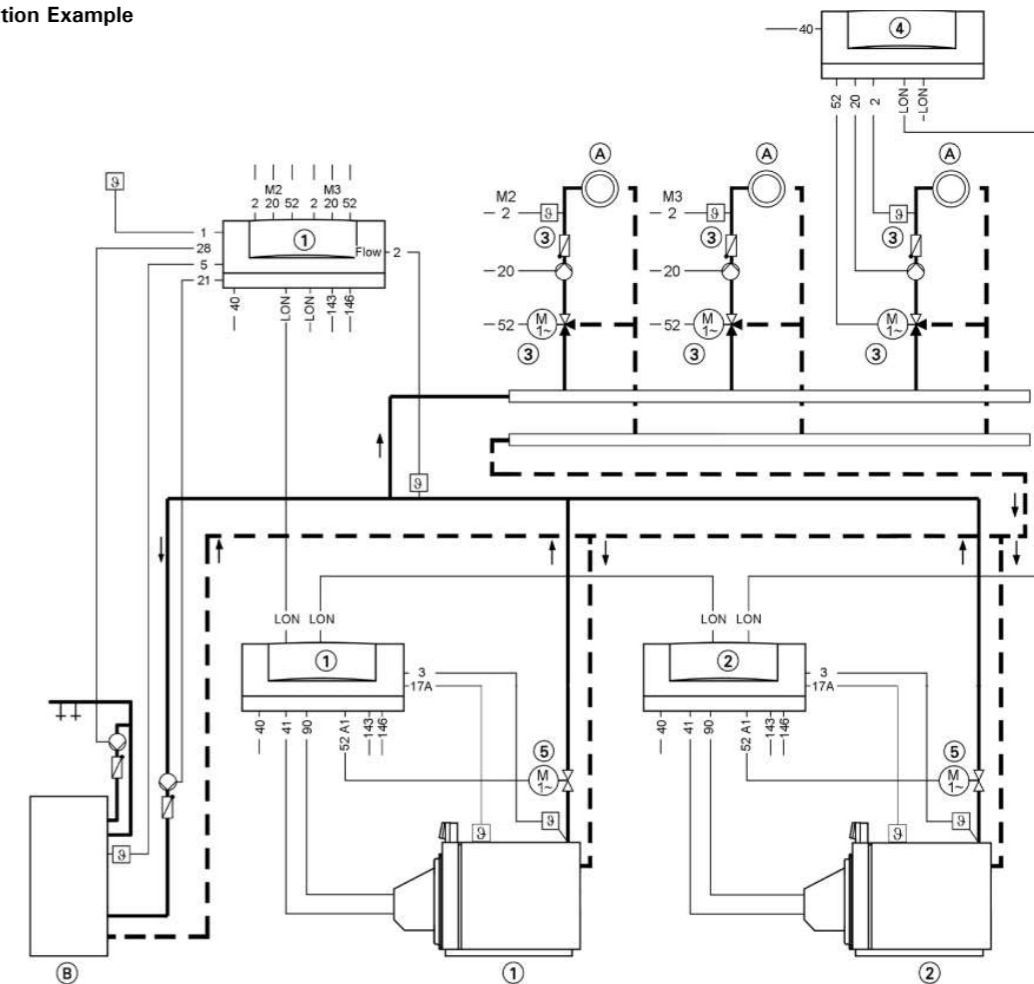 tion Example
40 4
52 20 2 LON LON
A A A
M2 M3
2 20 52 2 20 52
ϑ
M2 M3
2 ϑ 2 ϑ ϑ
1
28
5
21
1
Flow 2
3 3 3
20 20
40 LON LON 143 146
52 M 1~ 52 M 1~ M 1~
3 3 3
ϑ
LON LON LON LON
1 3
17A
2 3
17A
40 41 90 52 A1 143 146
40 41 90 52 A1 143 146
5 5
M 1~ M 1~
ϑ ϑ ϑ ϑ ϑ
B 1 2